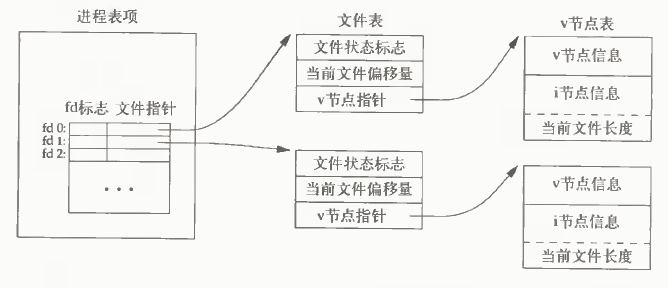 进程表项
fd标志 文件指针
fd 0:
fd 1:
fd 2:
...
文件表
文件状态标志
当前文件偏移量
v节点指针
文件状态标志
当前文件偏移量
v节点指针
v节点表
v节点信息
i节点信息
当前文件长度
v节点信息
i节点信息
当前文件长度